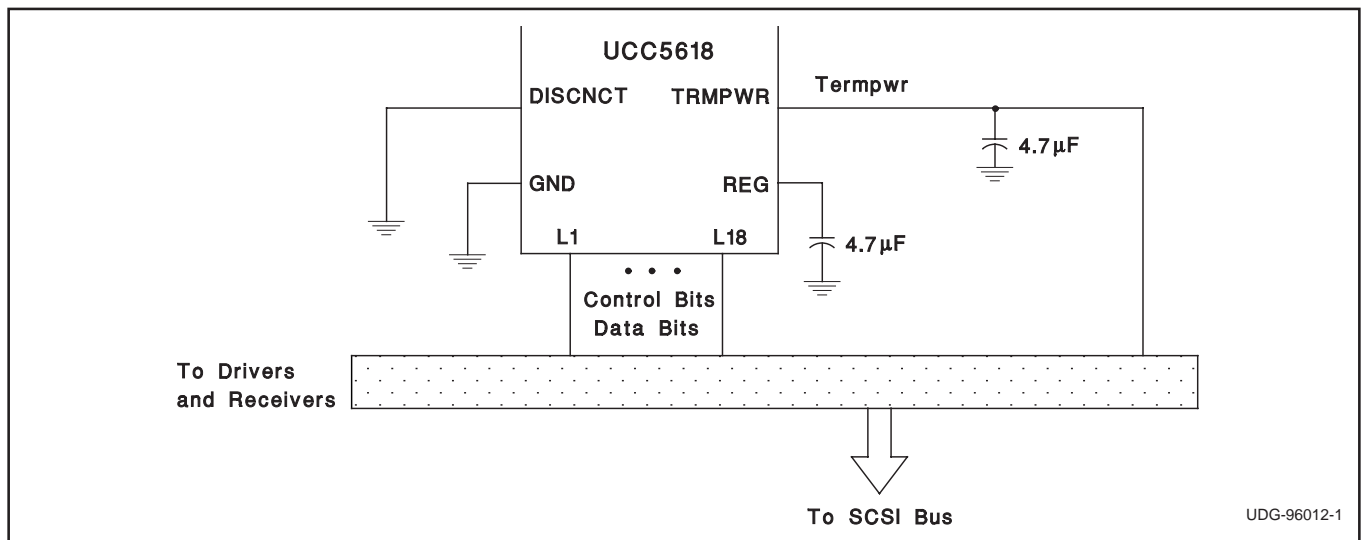 UCC5618
DISCNCT
TRMPWR
Termpwr
4.7µF
GND
REG
L1
L18
4.7µF
• • •
Control Bits
Data Bits
To Drivers
and Receivers
To SCSI Bus
UDG-96012-1